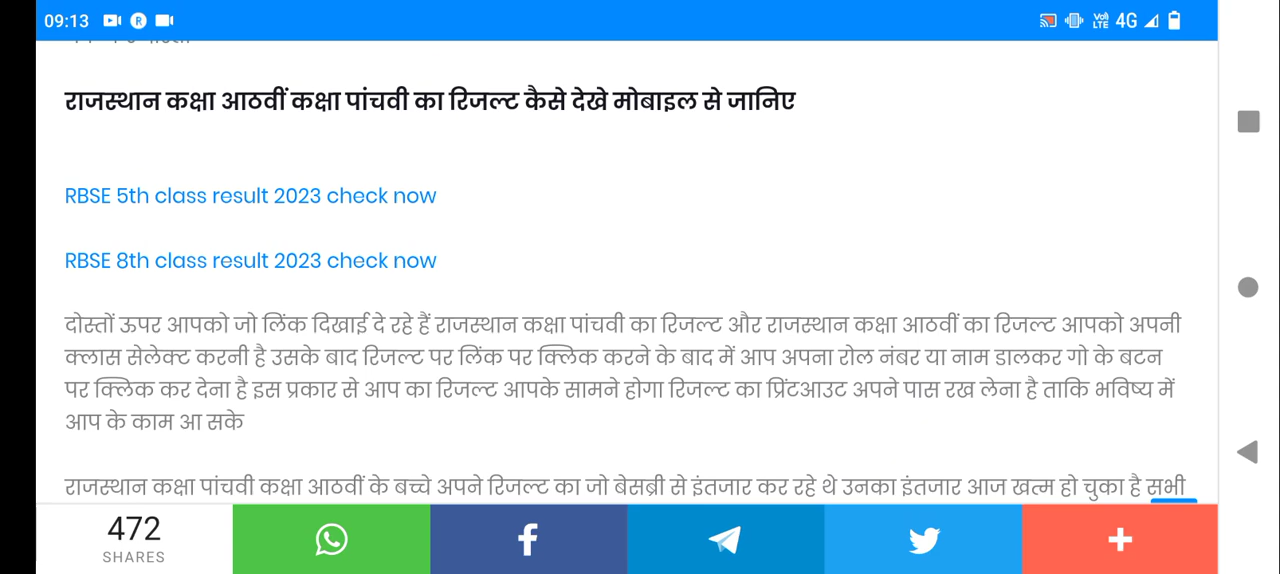 09:13
R
Vo) LTE 4G
राजस्थान कक्षा आठवीं कक्षा पांचवी का रिजल्ट कैसे देखे मोबाइल से जानिए
RBSE 5th class result 2023 check now
RBSE 8th class result 2023 check now
दोस्तों ऊपर आपको जो लिंक दिखाई दे रहे हैं राजस्थान कक्षा पांचवी का रिजल्ट और राजस्थान कक्षा आठवीं का रिजल्ट आपको अपनी
क्लास सेलेक्ट करनी है उसके बाद रिजल्ट पर लिंक पर क्लिक करने के बाद में आप अपना रोल नंबर या नाम डालकर गो के बटन
पर क्लिक कर देना है इस प्रकार से आप का रिजल्ट आपके सामने होगा रिजल्ट का प्रिंटआउट अपने पास रख लेना है ताकि भविष्य में
आप के काम आ सके
राजस्थान कक्षा पांचवी कक्षा आठवीं के बच्चे अपने रिजल्ट का जो बेसब्री से इंतजार कर रहे थे उनका इंतजार आज खत्म हो चुका है सभी
472
SHARES